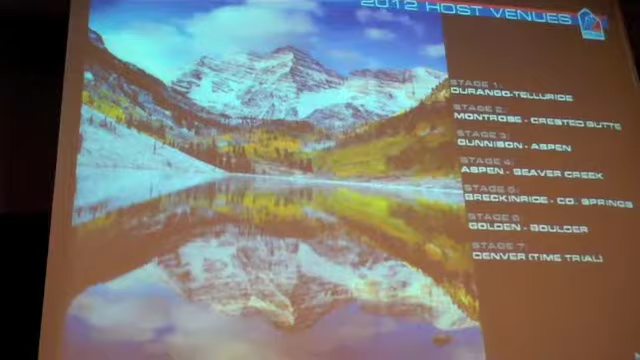 2012 HOST VENUES
STAGE 1:
DURANGO-TELLURIDE
STAGE 2:
MONTROSE - CRESTED BUTTE
STAGE 3:
GUNNISON - ASPEN
STAGE 4:
ASPEN - BEAVER CREEK
STAGE 5:
BRECKINRIDE - CO. SPRINGS
STAGE 6:
GOLDEN - BOULDER
STAGE 7:
DENVER (TIME TRIAL)